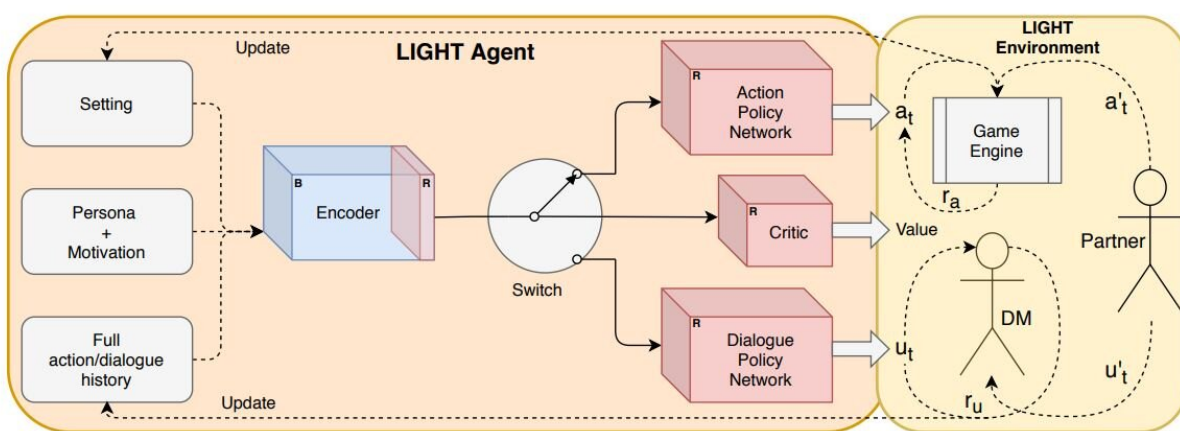 Update
LIGHT Agent
LIGHT
Environment
Setting
R
Action
Policy
Network
a_t
a'_t
Game
Engine
r_a
Persona
+
Motivation
B
Encoder
R
Switch
R
Critic
Value
Partner
Full
action/dialogue
history
R
Dialogue
Policy
Network
u_t
DM
u'_t
r_u
Update